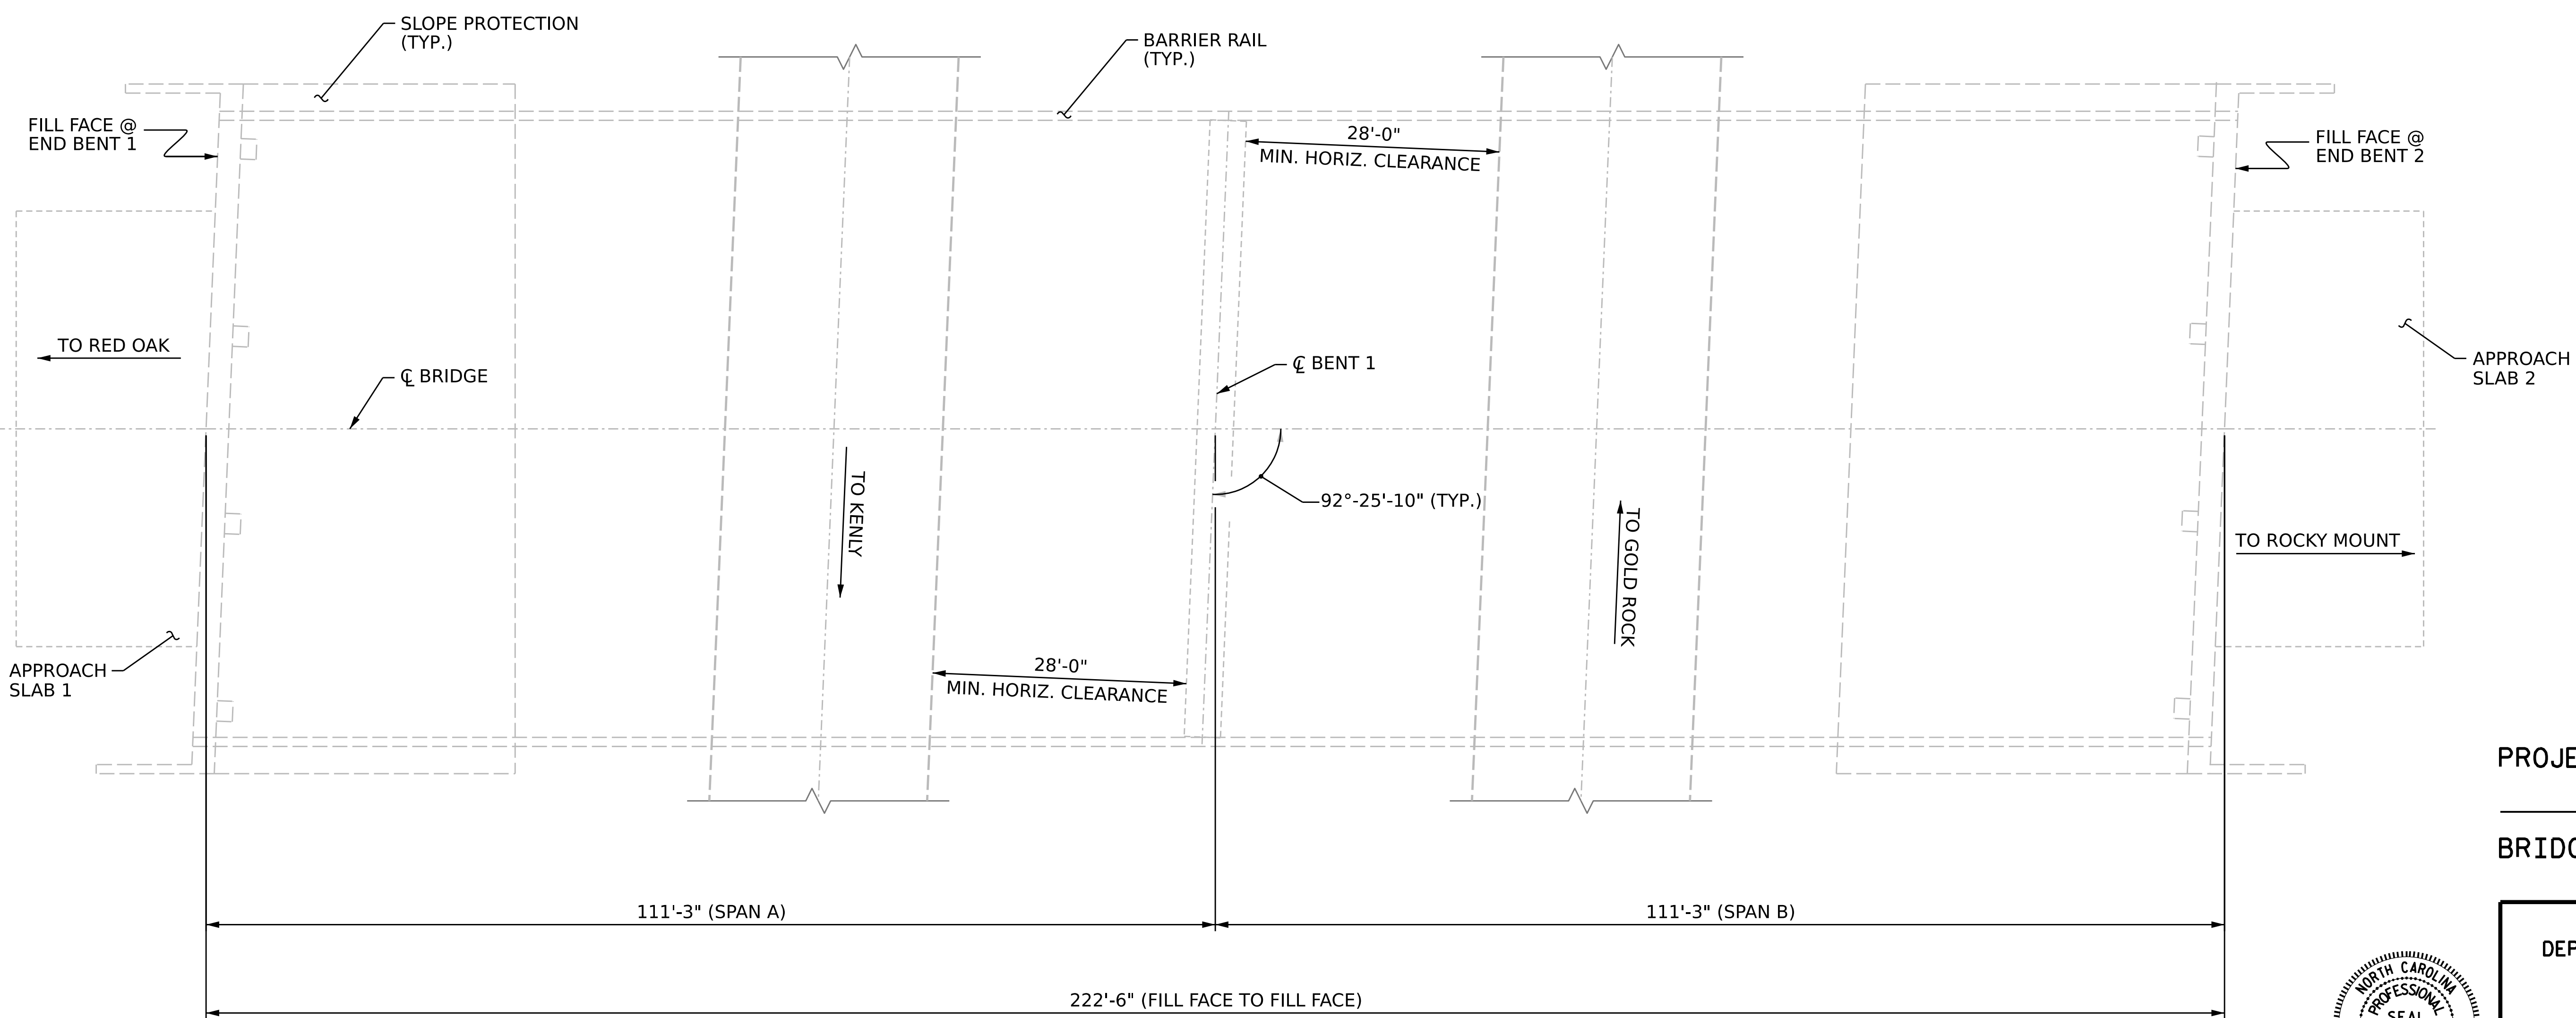 SLOPE PROTECTION
(TYP.)
BARRIER RAIL
(TYP.)
FILL FACE @
END BENT 1
28'-0"
MIN. HORIZ. CLEARANCE
FILL FACE @
END BENT 2
TO RED OAK
℄ BRIDGE
℄ BENT 1
APPROACH
SLAB 2
92°-25'-10" (TYP.)
TO KENLY
TO GOLD ROCK
TO ROCKY MOUNT
APPROACH
SLAB 1
28'-0"
MIN. HORIZ. CLEARANCE
111'-3" (SPAN A)
111'-3" (SPAN B)
222'-6" (FILL FACE TO FILL FACE)
NORTH CAROLINA
PROFESSIONAL
SEAL